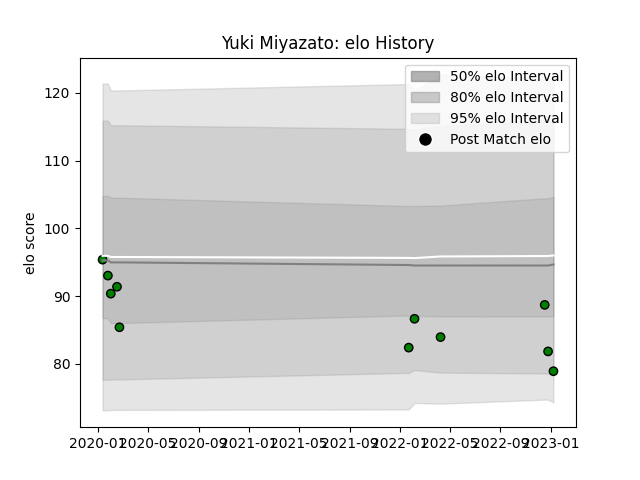 Yuki Miyazato: elo History
50% elo Interval
80% elo Interval
95% elo Interval
Post Match elo
elo score
120
110
100
90
80
2020-01 2020-05 2020-09 2021-01 2021-05 2021-09 2022-01 2022-05 2022-09 2023-01